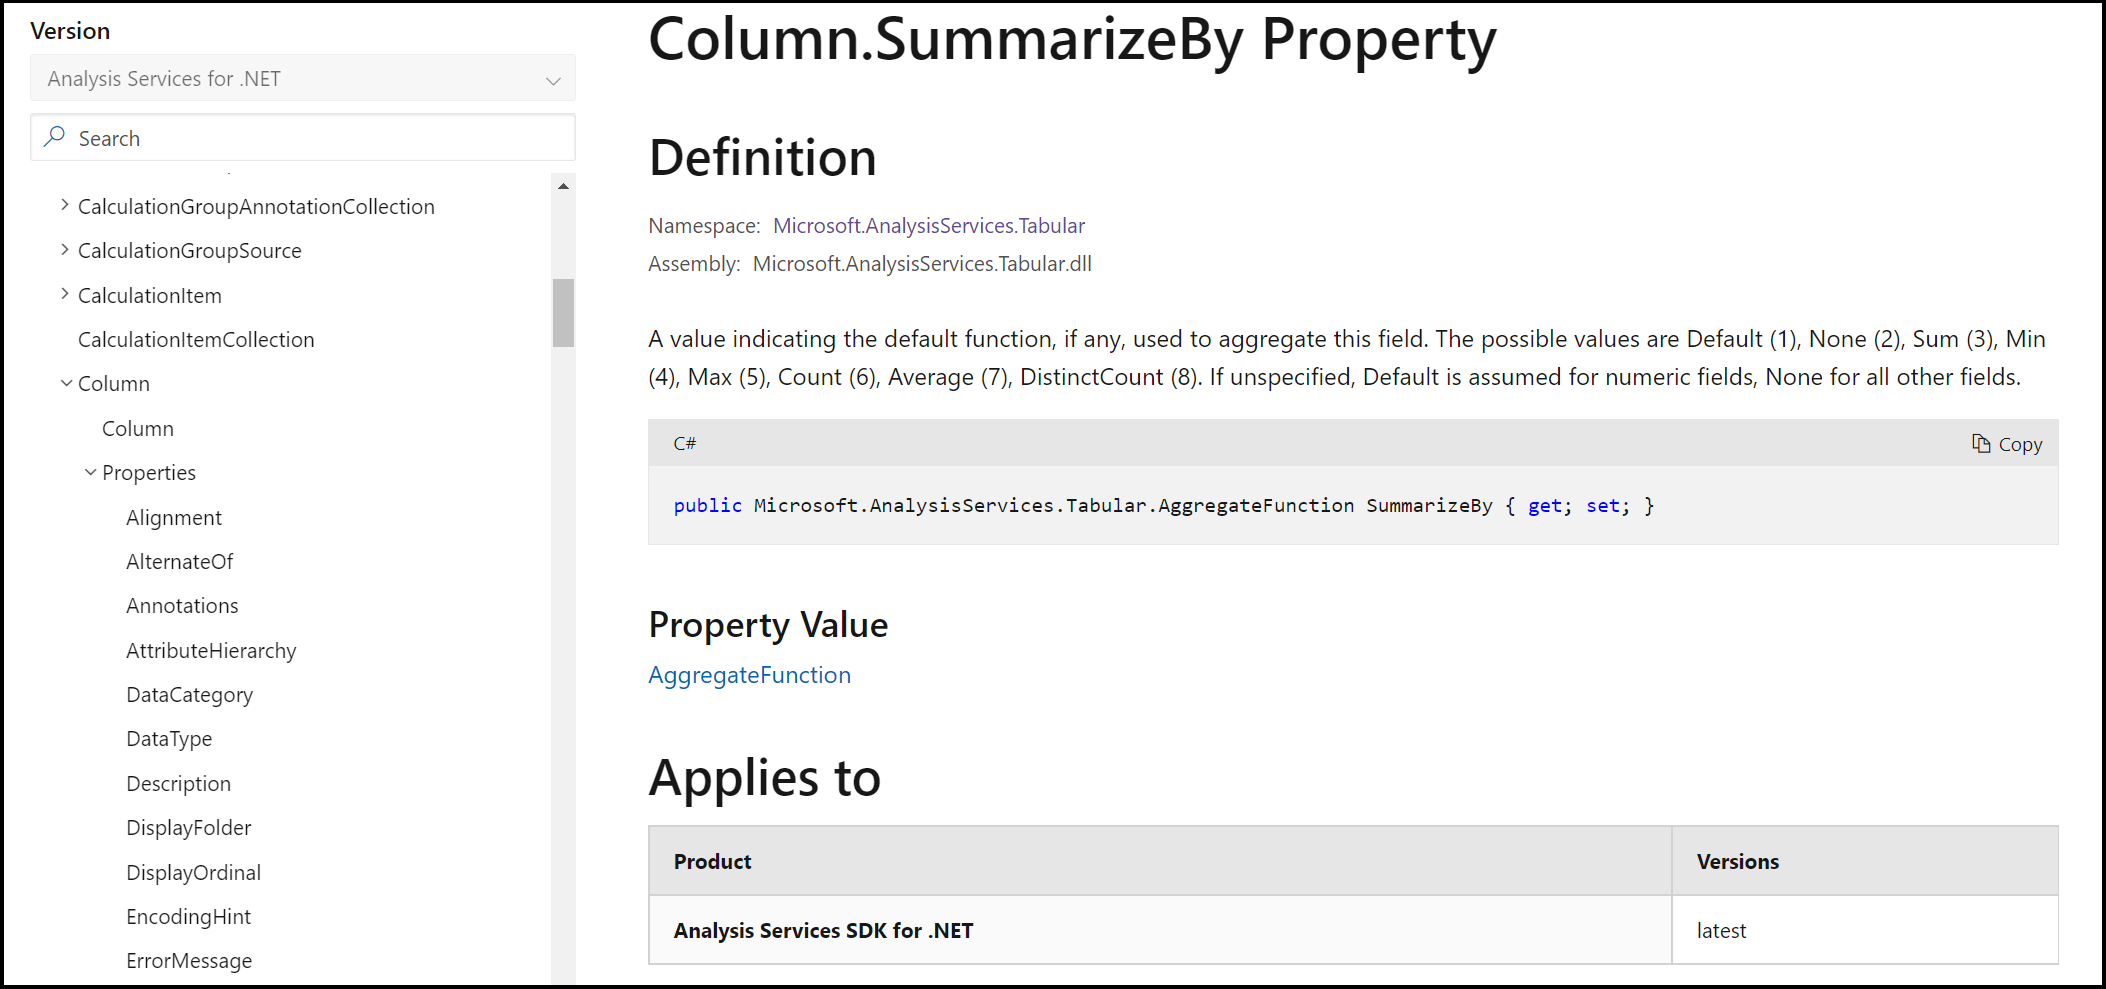 Version
Analysis Services for .NET
Search
CalculationGroupAnnotationCollection
CalculationGroupSource
CalculationItem
CalculationItemCollection
Column
Column
Properties
Alignment
AlternateOf
Annotations
AttributeHierarchy
DataCategory
DataType
Description
DisplayFolder
DisplayOrdinal
EncodingHint
ErrorMessage
Column.SummarizeBy Property
Definition
Namespace: Microsoft.AnalysisServices.Tabular
Assembly: Microsoft.AnalysisServices.Tabular.dll
A value indicating the default function, if any, used to aggregate this field. The possible values are Default (1), None (2), Sum (3), Min
(4), Max (5), Count (6), Average (7), DistinctCount (8). If unspecified, Default is assumed for numeric fields, None for all other fields.
C# Copy
public Microsoft.AnalysisServices.Tabular.AggregateFunction SummarizeBy { get; set; }
Property Value
AggregateFunction
Applies to
Product Versions
Analysis Services SDK for .NET latest